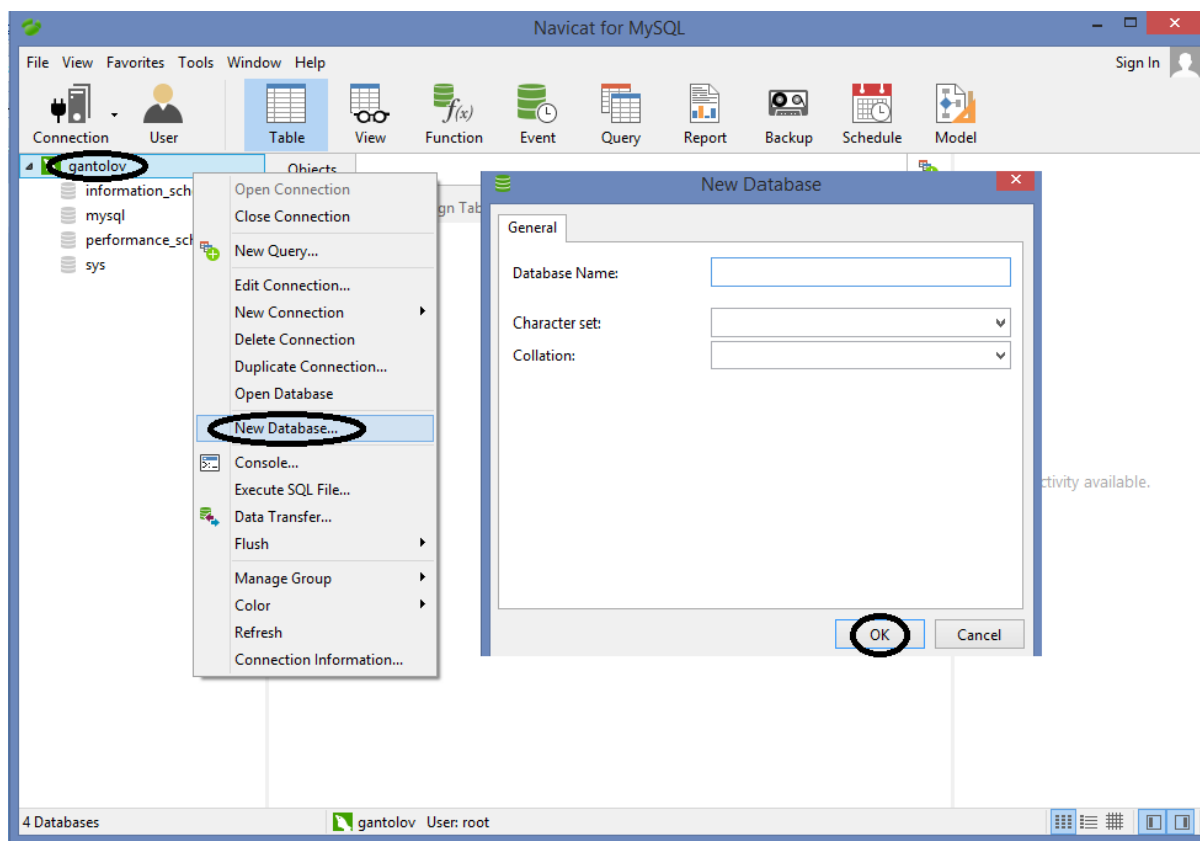 Navicat for MySQL
File View Favorites Tools Window Help
Sign In
f(x)
Connection User Table View Function Event Query Report Backup Schedule Model
gantolov
Objects
information_sch
mysql
performance_sch
sys
gn Tab
Open Connection
Close Connection
New Query...
Edit Connection...
New Connection
Delete Connection
Duplicate Connection...
Open Database
New Database...
Console...
Execute SQL File...
Data Transfer...
Flush
Manage Group
Color
Refresh
Connection Information...
New Database
General
Database Name:
Character set:
Collation:
OK Cancel
ctivity available.
4 Databases
gantolov User: root